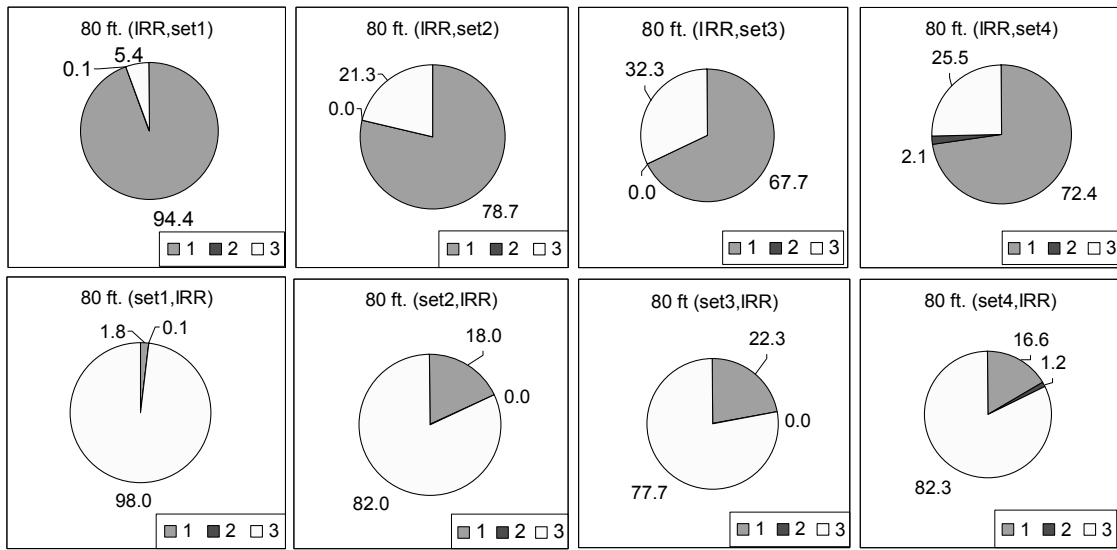 80 ft. (IRR,set1)
5.4
0.1
94.4
1 2 3
80 ft. (IRR,set2)
21.3
0.0
78.7
1 2 3
80 ft. (IRR,set3)
32.3
0.0
67.7
1 2 3
80 ft. (IRR,set4)
25.5
2.1
72.4
1 2 3
80 ft. (set1,IRR)
1.8 0.1
98.0
1 2 3
80 ft. (set2,IRR)
18.0
0.0
82.0
1 2 3
80 ft (set3,IRR)
22.3
0.0
77.7
1 2 3
80 ft. (set4,IRR)
16.6
1.2
82.3
1 2 3